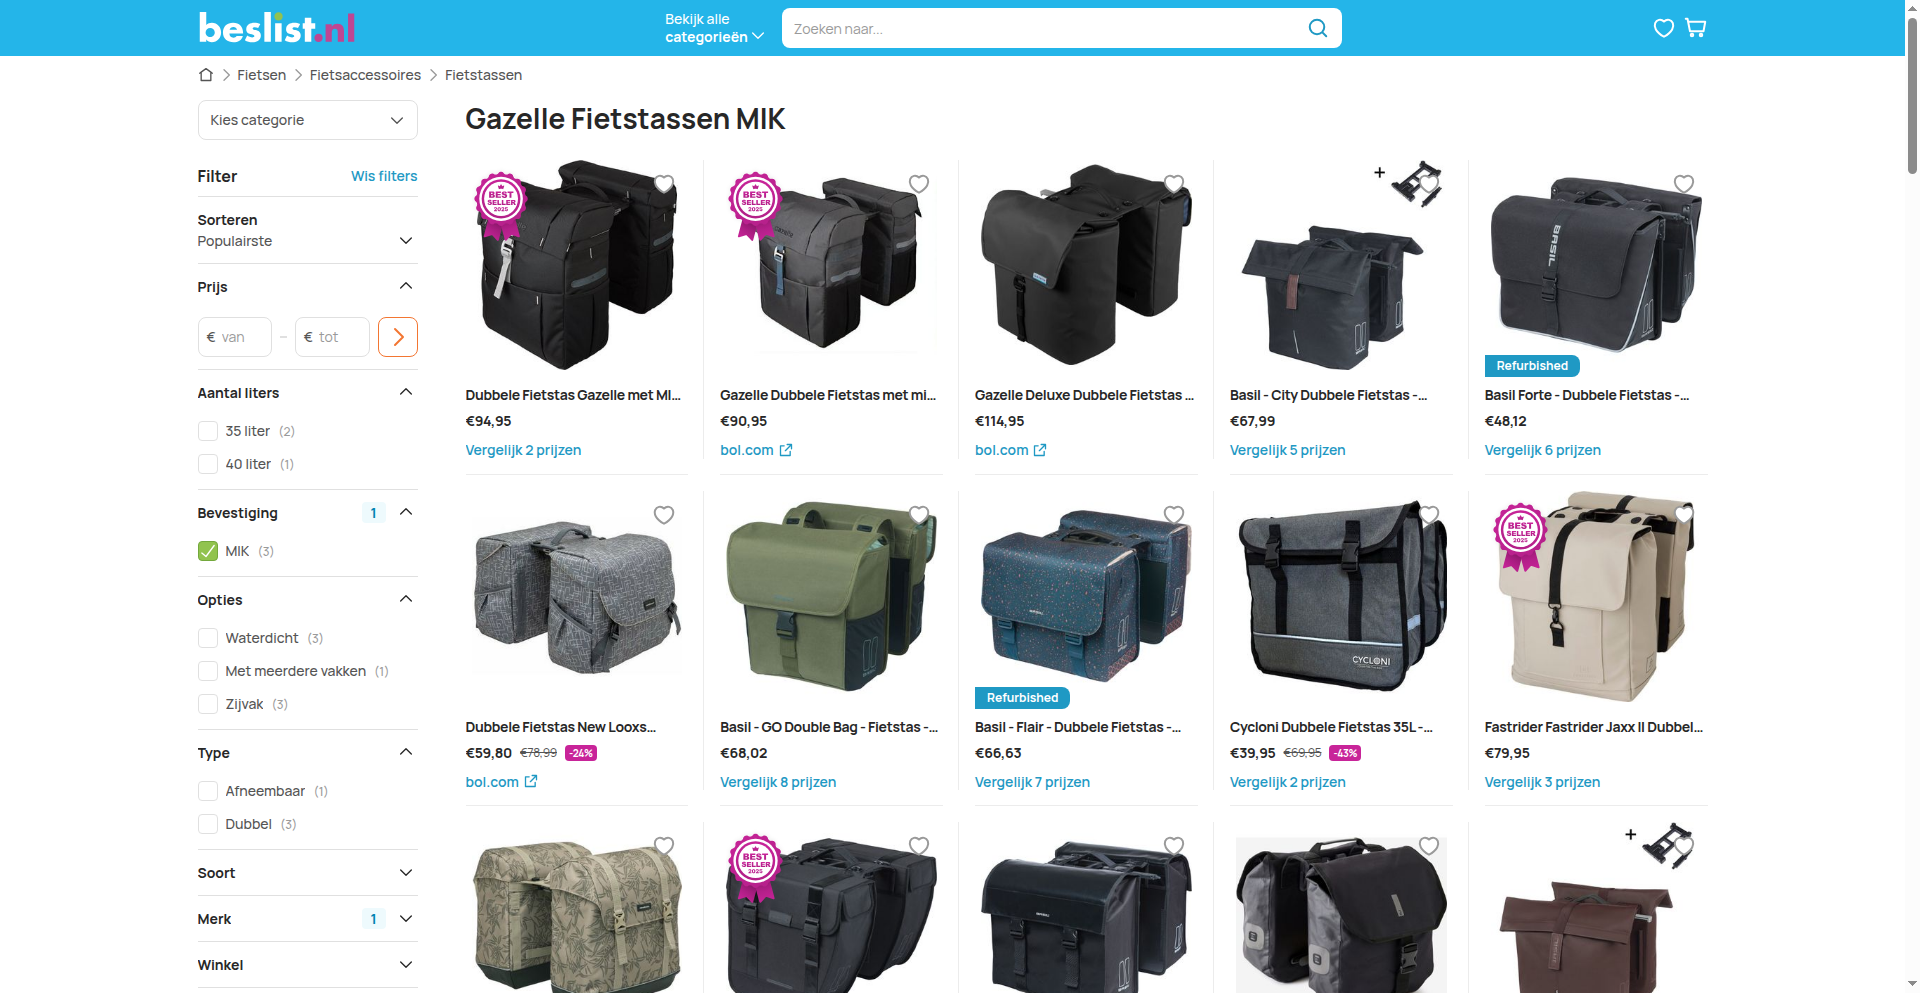 beslist.nl
Bekijk alle
categorieën
Zoeken naar...
Fietsen
Fietsaccessoires
Fietstassen
Kies categorie
Gazelle Fietstassen MIK
Filter
Wis filters
Sorteren
Populairste
Prijs
€ van
–
€ tot
Aantal liters
35 liter (2)
40 liter (1)
Bevestiging
1
MIK (3)
Opties
Waterdicht (3)
Met meerdere vakken (1)
Zijvak (3)
Type
Afneembaar (1)
Dubbel (3)
Soort
Merk
1
Winkel
BEST
SELLER
2025
Dubbele Fietstas Gazelle met MI...
€94,95
Vergelijk 2 prijzen
BEST
SELLER
2025
Gazelle Dubbele Fietstas met mi...
€90,95
bol.com
Gazelle Deluxe Dubbele Fietstas ...
€114,95
bol.com
+
Basil - City Dubbele Fietstas -...
€67,99
Vergelijk 5 prijzen
BASIL
Refurbished
Basil Forte - Dubbele Fietstas -...
€48,12
Vergelijk 6 prijzen
Dubbele Fietstas New Looxs...
€59,80 €78,99 -24%
bol.com
Basil - GO Double Bag - Fietstas -...
€68,02
Vergelijk 8 prijzen
Refurbished
Basil - Flair - Dubbele Fietstas -...
€66,63
Vergelijk 7 prijzen
CYCLONI
Cycloni Dubbele Fietstas 35L -...
€39,95 €69,95 -43%
Vergelijk 2 prijzen
BEST
SELLER
2025
Fastrider Fastrider Jaxx II Dubbel...
€79,95
Vergelijk 3 prijzen
BEST
SELLER
2025
+